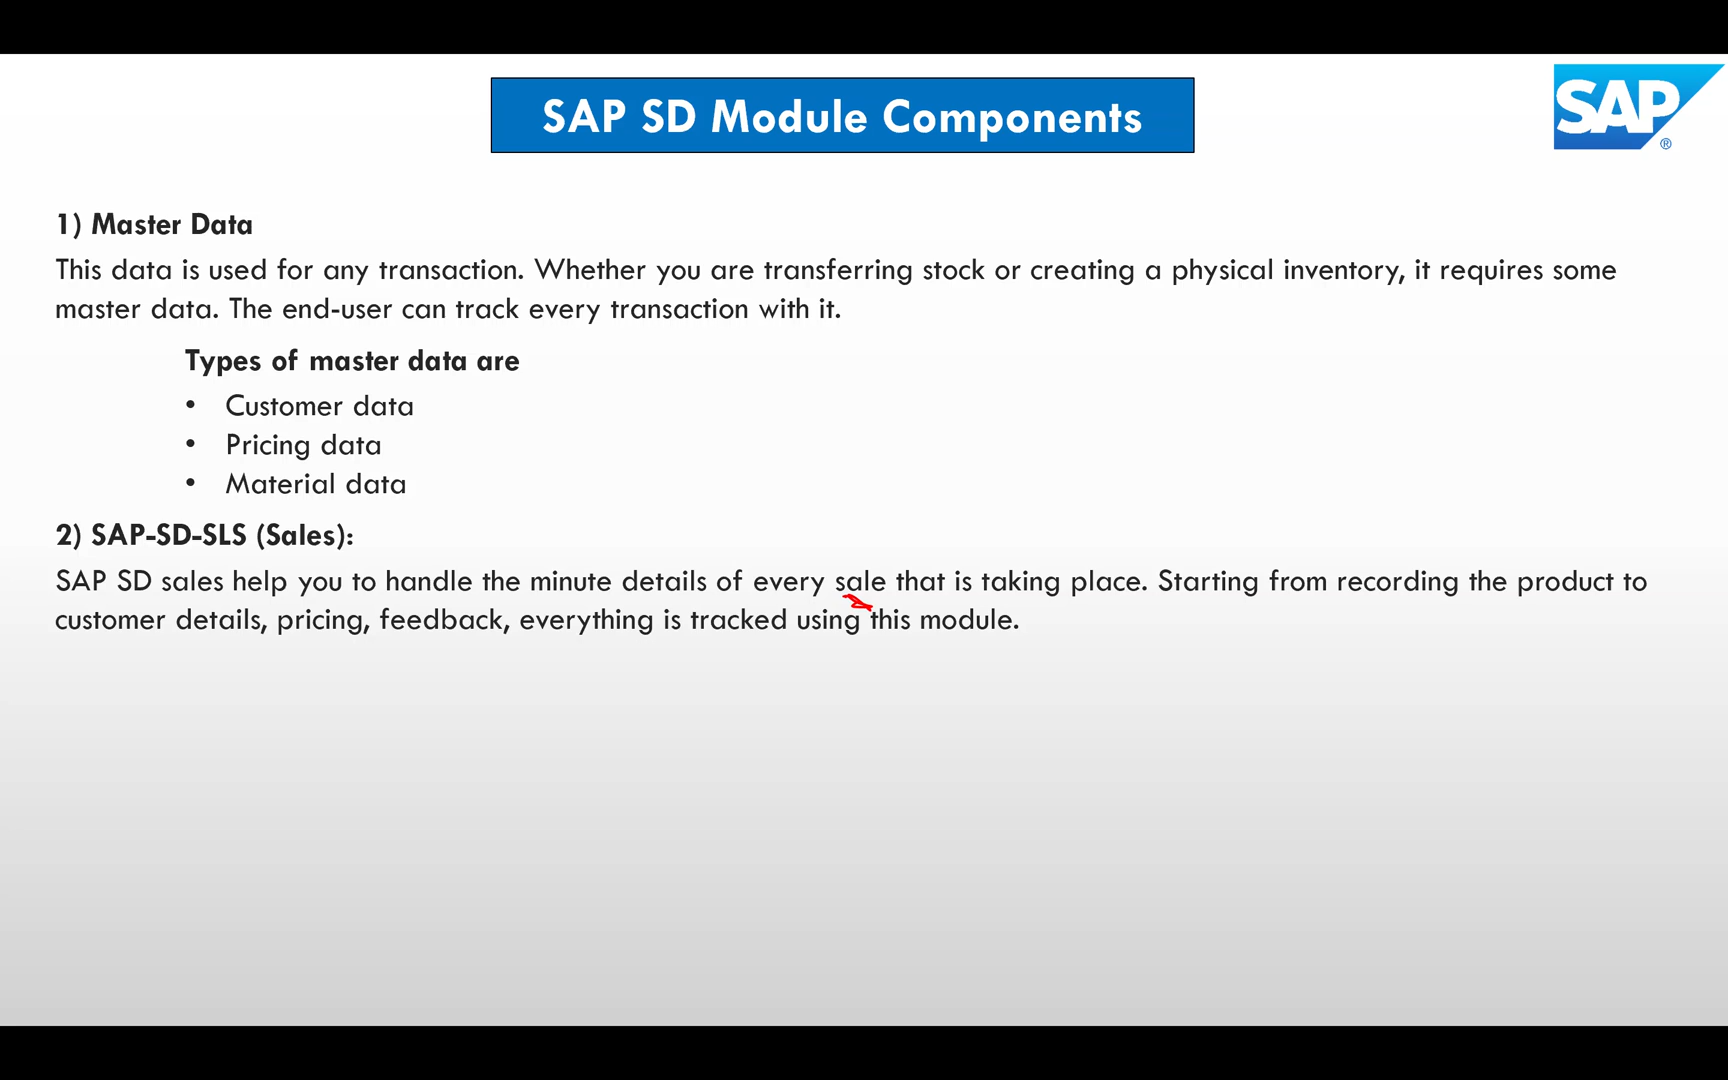 SAP SD Module Components
SAP
®
1) Master Data
This data is used for any transaction. Whether you are transferring stock or creating a physical inventory, it requires some
master data. The end-user can track every transaction with it.
Types of master data are
• Customer data
• Pricing data
• Material data
2) SAP-SD-SLS (Sales):
SAP SD sales help you to handle the minute details of every sale that is taking place. Starting from recording the product to
customer details, pricing, feedback, everything is tracked using this module.